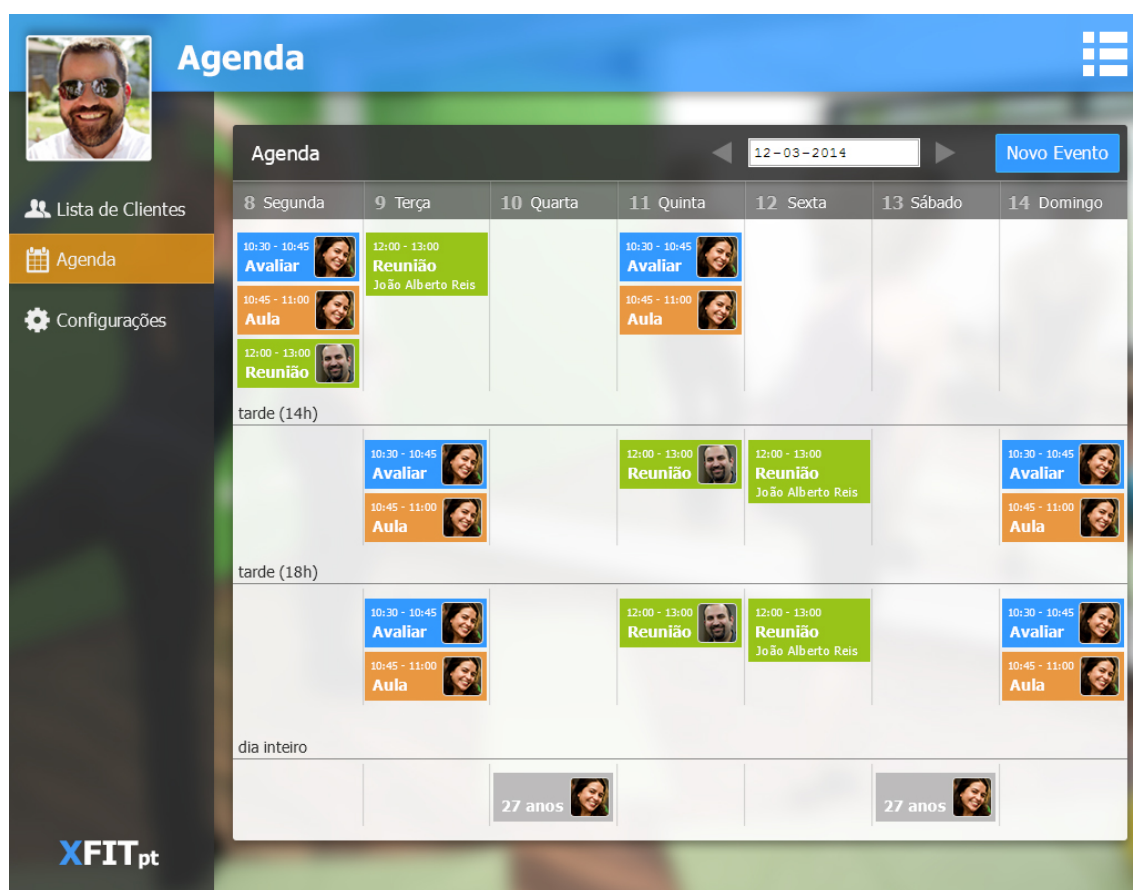 Agenda
Lista de Clientes
Agenda
Configurações
XFITpt
Agenda
12-03-2014
Novo Evento
8 Segunda
9 Terça
10 Quarta
11 Quinta
12 Sexta
13 Sábado
14 Domingo
10:30 - 10:45
Avaliar
10:45 - 11:00
Aula
12:00 - 13:00
Reunião
12:00 - 13:00
Reunião
João Alberto Reis
10:30 - 10:45
Avaliar
10:45 - 11:00
Aula
tarde (14h)
10:30 - 10:45
Avaliar
10:45 - 11:00
Aula
12:00 - 13:00
Reunião
12:00 - 13:00
Reunião
João Alberto Reis
10:30 - 10:45
Avaliar
10:45 - 11:00
Aula
tarde (18h)
10:30 - 10:45
Avaliar
10:45 - 11:00
Aula
12:00 - 13:00
Reunião
12:00 - 13:00
Reunião
João Alberto Reis
10:30 - 10:45
Avaliar
10:45 - 11:00
Aula
dia inteiro
27 anos
27 anos